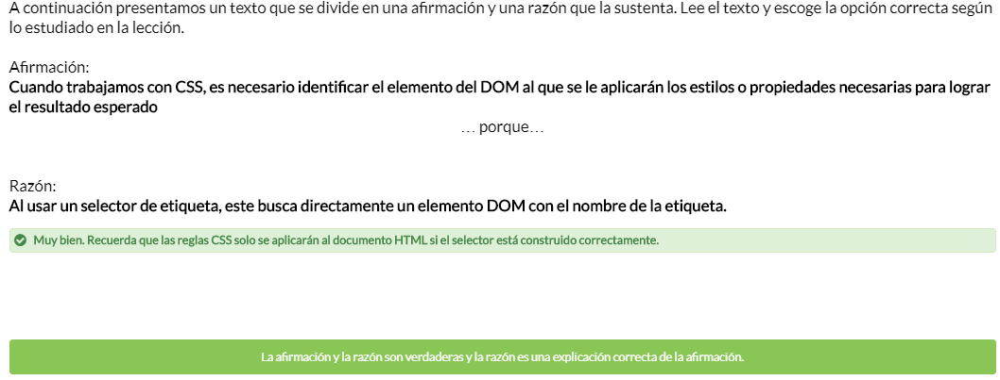 A continuación presentamos un texto que se divide en una afirmación y una razón que la sustenta. Lee el texto y escoge la opción correcta según
lo estudiado en la lección.
Afirmación:
Cuando trabajamos con CSS, es necesario identificar el elemento del DOM al que se le aplicarán los estilos o propiedades necesarias para lograr
el resultado esperado
... porque...
Razón:
Al usar un selector de etiqueta, este busca directamente un elemento DOM con el nombre de la etiqueta.
Muy bien. Recuerda que las reglas CSS solo se aplicarán al documento HTML si el selector está construido correctamente.
La afirmación y la razón son verdaderas y la razón es una explicación correcta de la afirmación.